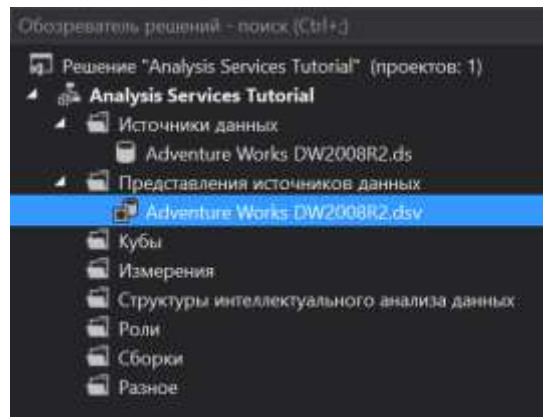 Обозреватель решений - поиск (Ctrl+;)
Решение "Analysis Services Tutorial" (проектов: 1)
Analysis Services Tutorial
Источники данных
Adventure Works DW2008R2.ds
Представления источников данных
Adventure Works DW2008R2.dsv
Кубы
Измерения
Структуры интеллектуального анализа данных
Роли
Сборки
Разное